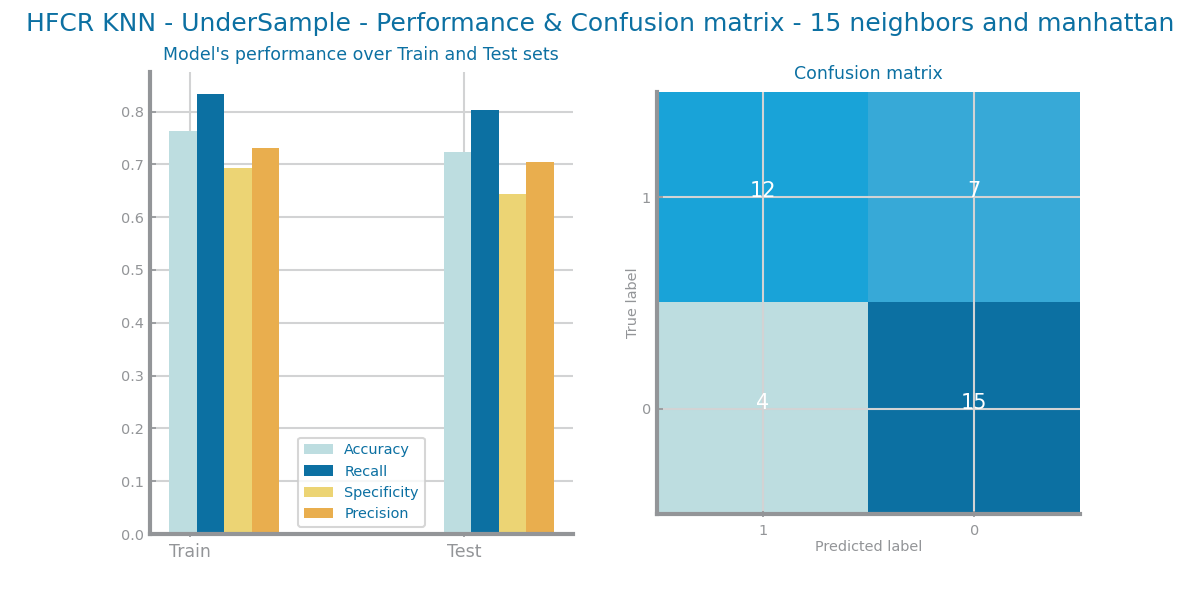 HFCR KNN - UnderSample - Performance & Confusion matrix - 15 neighbors and manhattan
Model's performance over Train and Test sets
0.8
0.7
0.6
0.5
0.4
0.3
0.2
0.1
0.0
Accuracy
Recall
Specificity
Precision
Train Test
Confusion matrix
True label
1
0
12 7
4 15
1 0
Predicted label